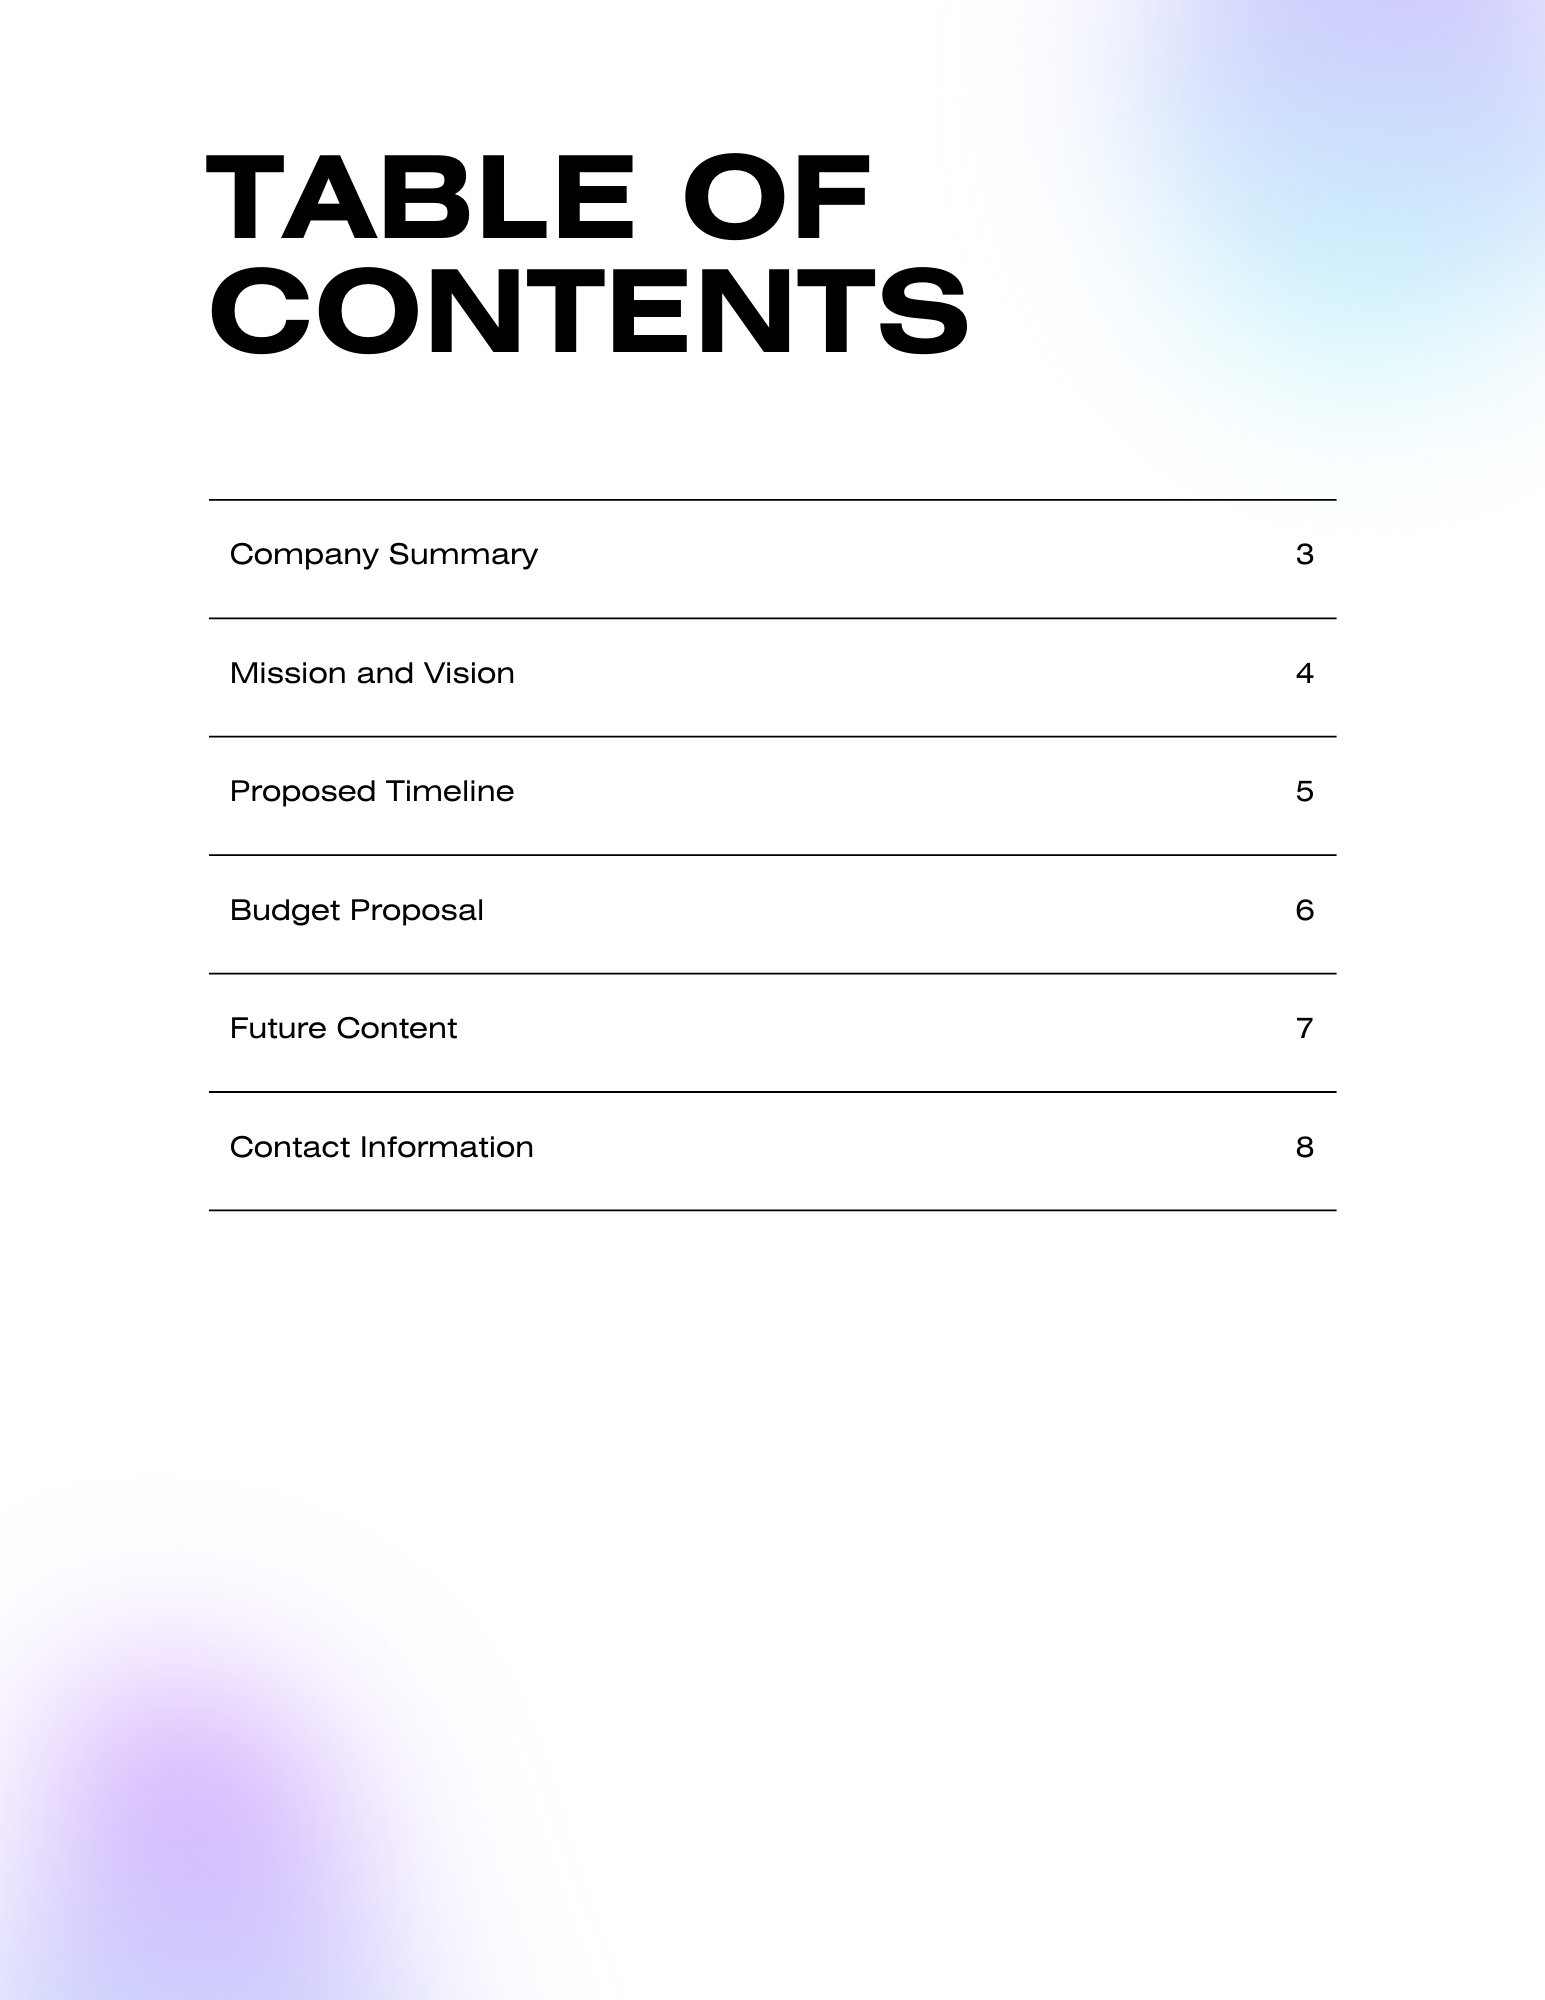 TABLE OF
CONTENTS
Company Summary 3
Mission and Vision 4
Proposed Timeline 5
Budget Proposal 6
Future Content 7
Contact Information 8